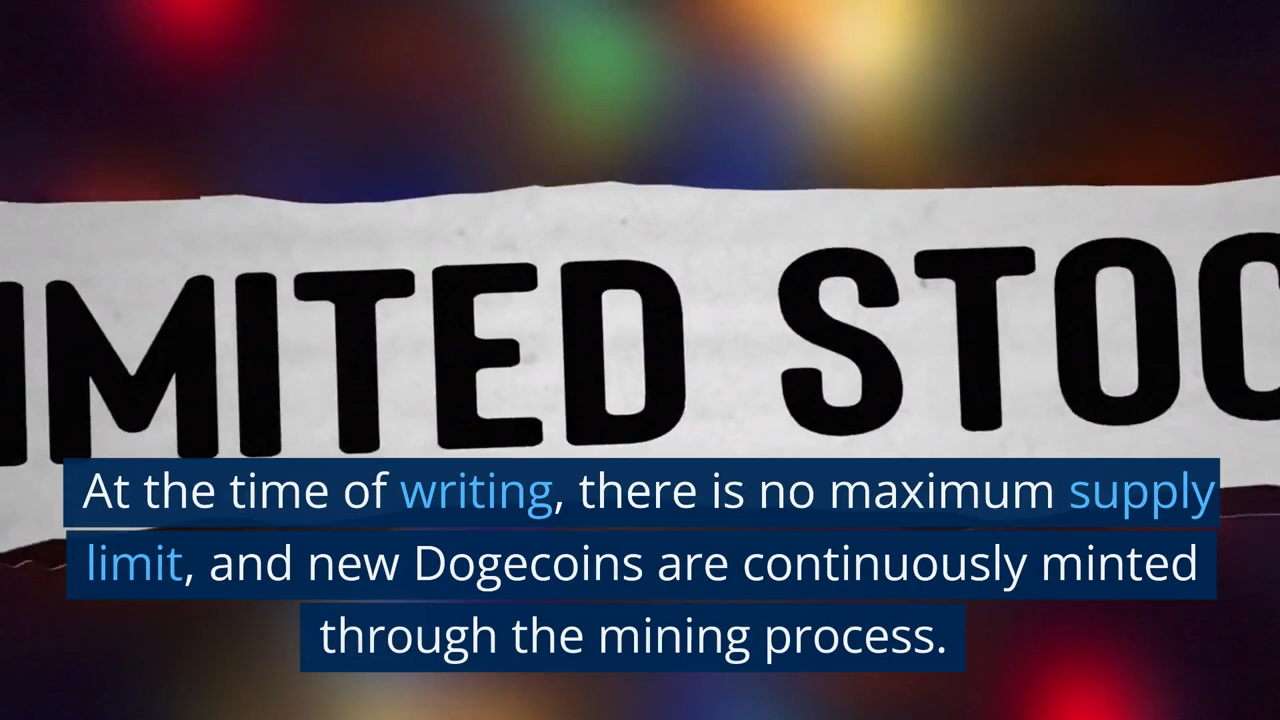 IMITED STOC
At the time of writing, there is no maximum supply
limit, and new Dogecoins are continuously minted
through the mining process.